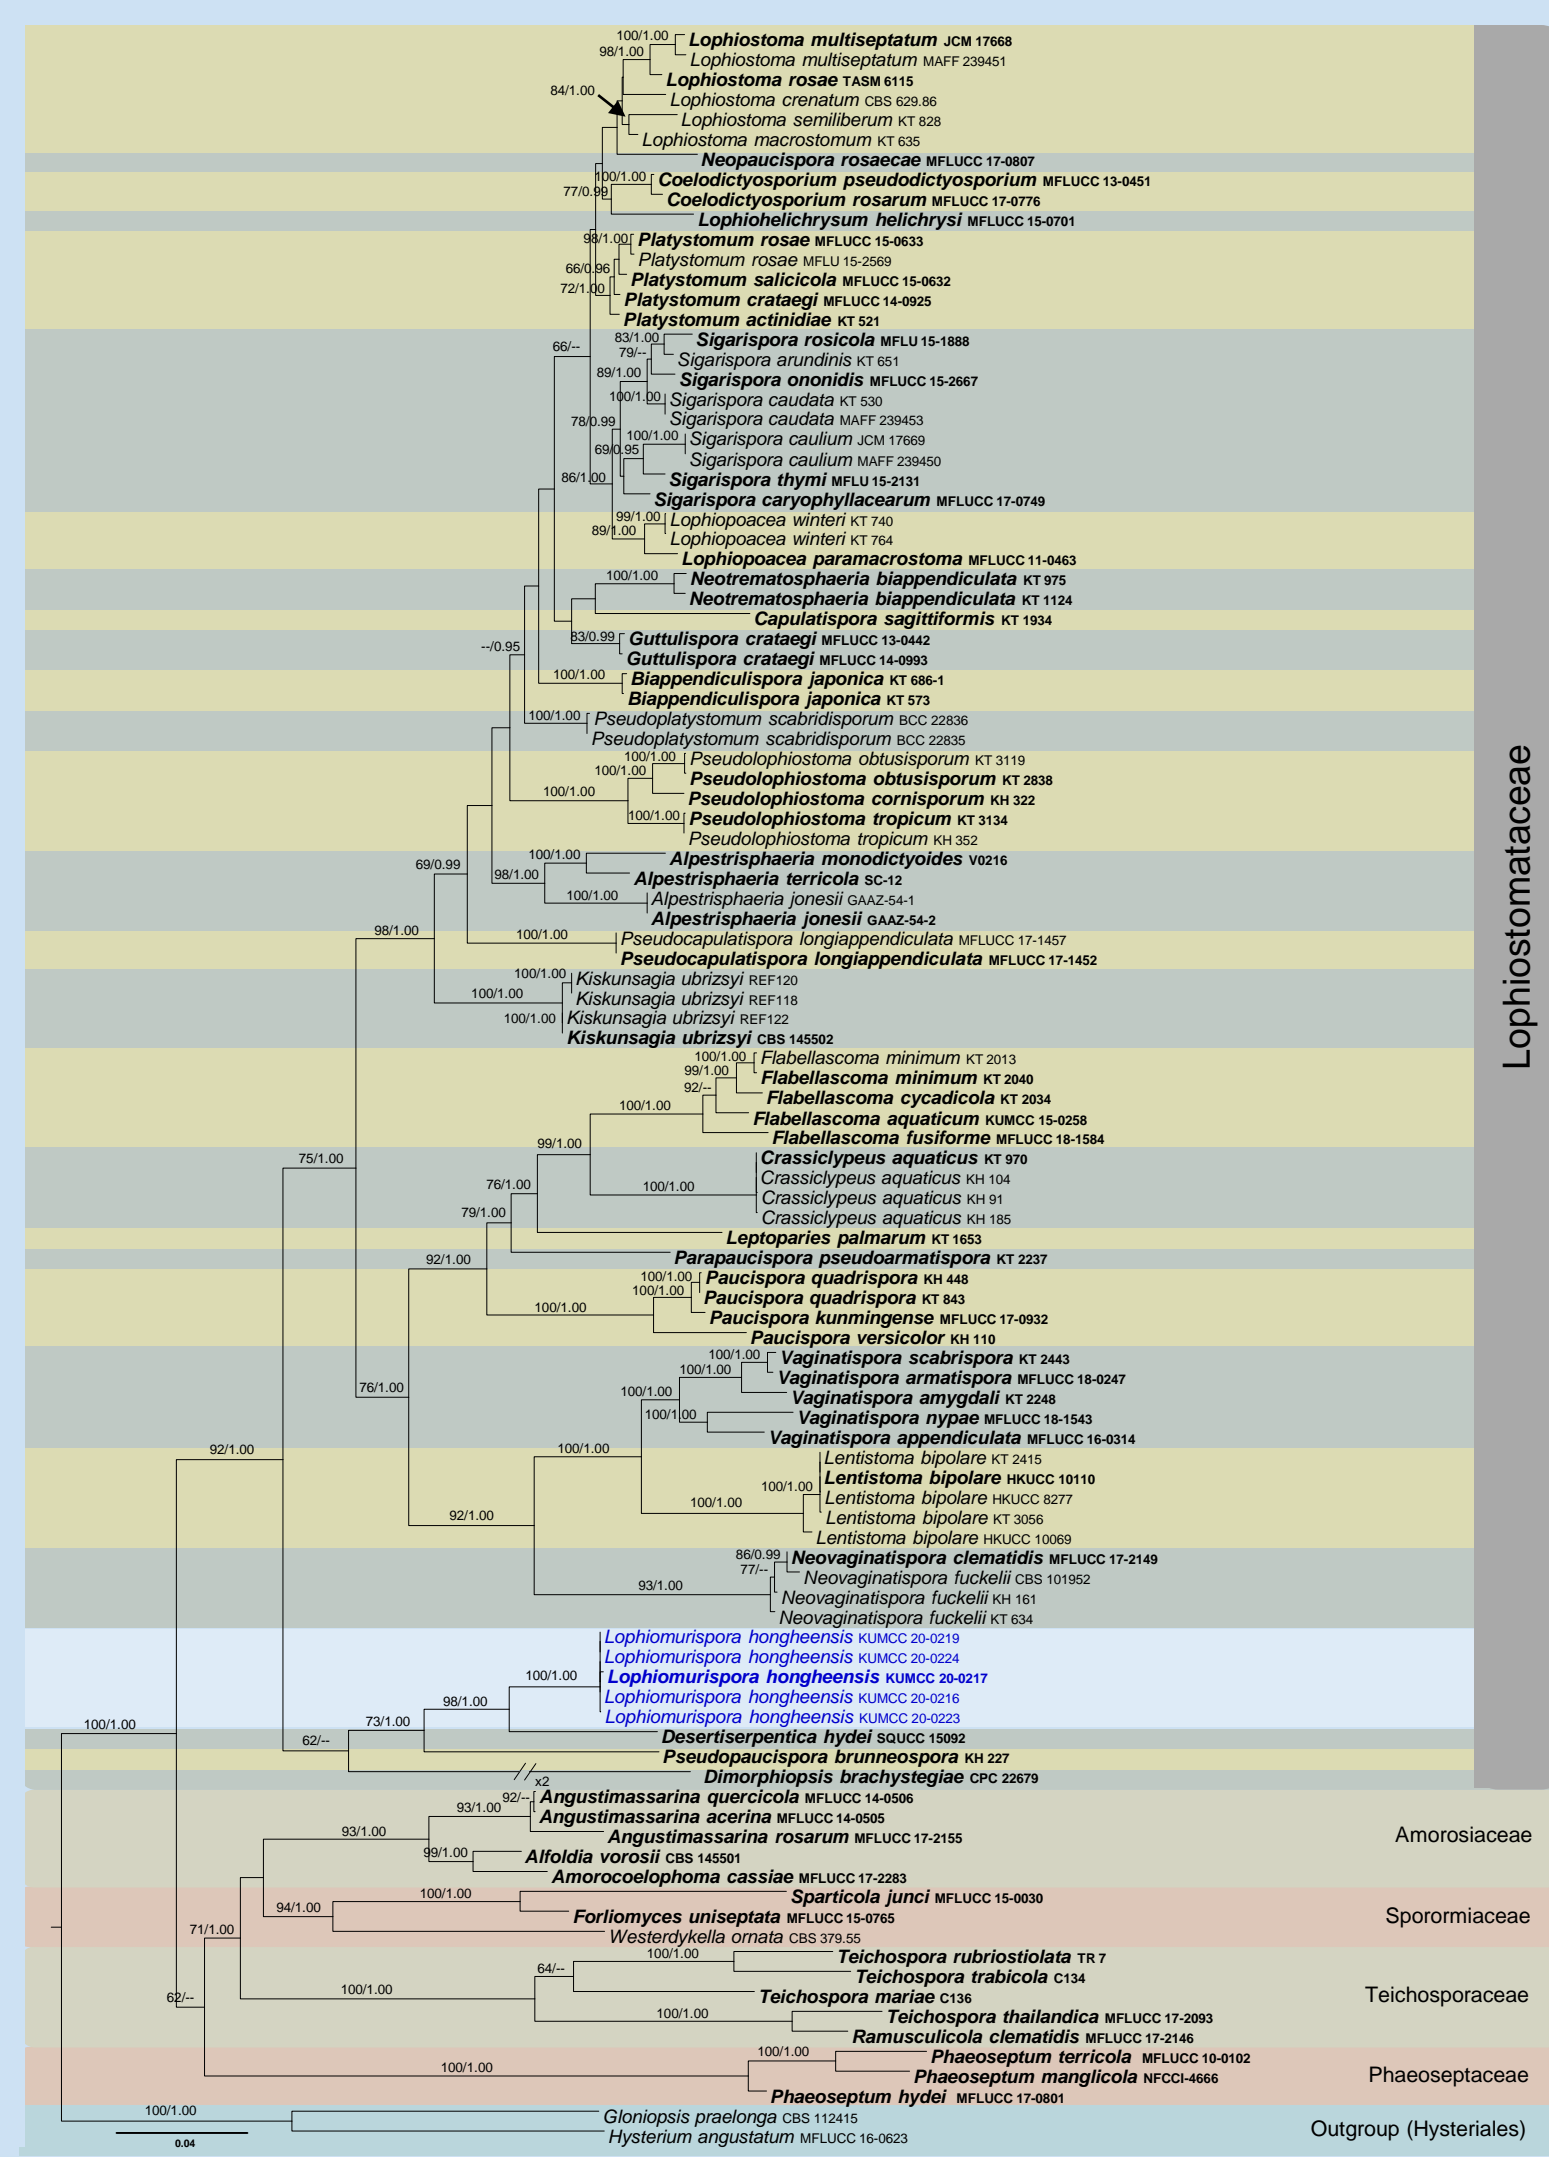 100/1.00 Lophiostoma multiseptatum JCM 17668
98/1.00 Lophiostoma multiseptatum MAFF 239451
Lophiostoma rosae TASM 6115
84/1.00 Lophiostoma crenatum CBS 629.86
Lophiostoma semiliberum KT 828
Lophiostoma macrostomum KT 635
Neopaucispora rosaecae MFLUCC 17-0807
100/1.00 Coelodictyosporium pseudodictyosporium MFLUCC 13-0451
77/0.99 Coelodictyosporium rosarum MFLUCC 17-0776
Lophiohelichrysum helichrysi MFLUCC 15-0701
98/1.00 Platystomum rosae MFLUCC 15-0633
Platystomum rosae MFLU 15-2569
66/0.96 Platystomum salicicola MFLUCC 15-0632
72/1.00 Platystomum crataegi MFLUCC 14-0925
Platystomum actinidiae KT 521
66/--
83/1.00 Sigarispora rosicola MFLU 15-1888
79/-- Sigarispora arundinis KT 651
89/1.00 Sigarispora ononidis MFLUCC 15-2667
100/1.00 Sigarispora caudata KT 530
78/0.99 Sigarispora caudata MAFF 239453
100/1.00 Sigarispora caulium JCM 17669
69/0.95 Sigarispora caulium MAFF 239450
86/1.00 Sigarispora thymi MFLU 15-2131
Sigarispora caryophyllacearum MFLUCC 17-0749
99/1.00 Lophiopoacea winteri KT 740
89/1.00 Lophiopoacea winteri KT 764
Lophiopoacea paramacrostoma MFLUCC 11-0463
100/1.00 Neotrematosphaeria biappendiculata KT 975
Neotrematosphaeria biappendiculata KT 1124
Capulatispora sagittiformis KT 1934
83/0.99 Guttulispora crataegi MFLUCC 13-0442
--/0.95 Guttulispora crataegi MFLUCC 14-0993
100/1.00 Biappendiculispora japonica KT 686-1
Biappendiculispora japonica KT 573
100/1.00 Pseudoplatystomum scabridisporum BCC 22836
Pseudoplatystomum scabridisporum BCC 22835
100/1.00 Pseudolophiostoma obtusisporum KT 3119
100/1.00 Pseudolophiostoma obtusisporum KT 2838
100/1.00 Pseudolophiostoma cornisporum KH 322
100/1.00 Pseudolophiostoma tropicum KT 3134
Pseudolophiostoma tropicum KH 352
100/1.00 Alpestrisphaeria monodictyoides V0216
69/0.99 98/1.00 Alpestrisphaeria terricola SC-12
100/1.00 Alpestrisphaeria jonesii GAAZ-54-1
Alpestrisphaeria jonesii GAAZ-54-2
98/1.00 100/1.00 Pseudocapulatispora longiappendiculata MFLUCC 17-1457
Pseudocapulatispora longiappendiculata MFLUCC 17-1452
100/1.00 Kiskunsagia ubrizsyi REF120
100/1.00 Kiskunsagia ubrizsyi REF118
100/1.00 Kiskunsagia ubrizsyi REF122
Kiskunsagia ubrizsyi CBS 145502
Lophiostomataceae
100/1.00 Flabellascoma minimum KT 2013
99/1.00 Flabellascoma minimum KT 2040
92/-- Flabellascoma cycadicola KT 2034
100/1.00 Flabellascoma aquaticum KUMCC 15-0258
Flabellascoma fusiforme MFLUCC 18-1584
99/1.00
75/1.00 Crassiclypeus aquaticus KT 970
76/1.00 100/1.00 Crassiclypeus aquaticus KH 104
Crassiclypeus aquaticus KH 91
79/1.00 Crassiclypeus aquaticus KH 185
Leptoparies palmarum KT 1653
92/1.00 Parapaucispora pseudoarmatispora KT 2237
100/1.00 Paucispora quadrispora KH 448
100/1.00 Paucispora quadrispora KT 843
100/1.00 Paucispora kunmingense MFLUCC 17-0932
Paucispora versicolor KH 110
100/1.00 Vaginatispora scabrispora KT 2443
100/1.00 Vaginatispora armatispora MFLUCC 18-0247
76/1.00 100/1.00 Vaginatispora amygdali KT 2248
100/1.00 Vaginatispora nypae MFLUCC 18-1543
Vaginatispora appendiculata MFLUCC 16-0314
92/1.00 100/1.00 Lentistoma bipolare KT 2415
Lentistoma bipolare HKUCC 10110
100/1.00 100/1.00 Lentistoma bipolare HKUCC 8277
92/1.00 Lentistoma bipolare KT 3056
Lentistoma bipolare HKUCC 10069
86/0.99 Neovaginatispora clematidis MFLUCC 17-2149
77/-- Neovaginatispora fuckelii CBS 101952
93/1.00 Neovaginatispora fuckelii KH 161
Neovaginatispora fuckelii KT 634
Lophiomurispora hongheensis KUMCC 20-0219
Lophiomurispora hongheensis KUMCC 20-0224
100/1.00 Lophiomurispora hongheensis KUMCC 20-0217
98/1.00 Lophiomurispora hongheensis KUMCC 20-0216
100/1.00 73/1.00 Lophiomurispora hongheensis KUMCC 20-0223
62/-- Desertiserpentica hydei SQUCC 15092
Pseudopaucispora brunneospora KH 227
x2 Dimorphiopsis brachystegiae CPC 22679
92/-- Angustimassarina quercicola MFLUCC 14-0506
93/1.00 Angustimassarina acerina MFLUCC 14-0505
93/1.00 Angustimassarina rosarum MFLUCC 17-2155
Amorosiaceae
99/1.00 Alfoldia vorosii CBS 145501
Amorocoelophoma cassiae MFLUCC 17-2283
100/1.00 Sparticola junci MFLUCC 15-0030
94/1.00 Forliomyces uniseptata MFLUCC 15-0765
Sporormiaceae
71/1.00 Westerdykella ornata CBS 379.55
100/1.00 Teichospora rubriostiolata TR 7
64/-- Teichospora trabicola C134
62/-- 100/1.00 Teichospora mariae C136
Teichosporaceae
100/1.00 Teichospora thailandica MFLUCC 17-2093
Ramusculicola clematidis MFLUCC 17-2146
100/1.00 Phaeoseptum terricola MFLUCC 10-0102
100/1.00 Phaeoseptum manglicola NFCCI-4666
Phaeoseptaceae
Phaeoseptum hydei MFLUCC 17-0801
100/1.00 Gloniopsis praelonga CBS 112415
Outgroup (Hysteriales)
Hysterium angustatum MFLUCC 16-0623
0.04